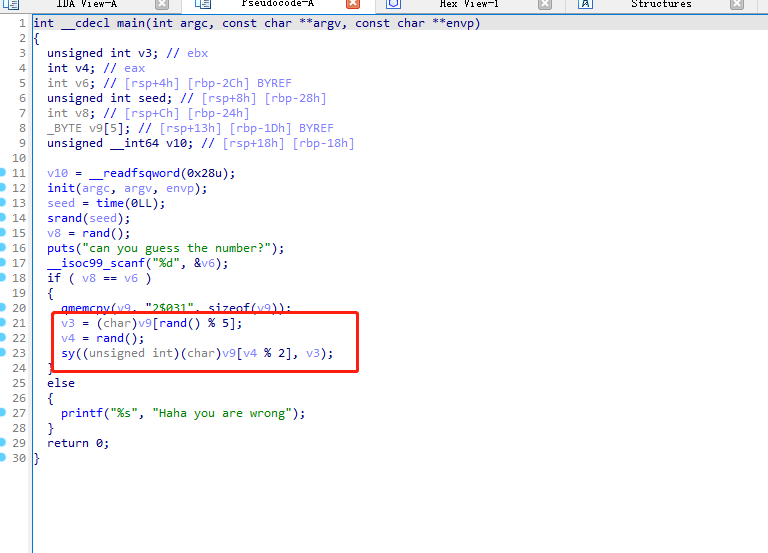 IDA View-A Pseudocode-A Hex View-1 Structures
1 int __cdecl main(int argc, const char **argv, const char **envp)
2 {
3 unsigned int v3; // ebx
4 int v4; // eax
5 int v6; // [rsp+4h] [rbp-2Ch] BYREF
6 unsigned int seed; // [rsp+8h] [rbp-28h]
7 int v8; // [rsp+Ch] [rbp-24h]
8 _BYTE v9[5]; // [rsp+13h] [rbp-1Dh] BYREF
9 unsigned __int64 v10; // [rsp+18h] [rbp-18h]
10
11 v10 = __readfsqword(0x28u);
12 init(argc, argv, envp);
13 seed = time(0LL);
14 srand(seed);
15 v8 = rand();
16 puts("can you guess the number?");
17 __isoc99_scanf("%d", &v6);
18 if ( v8 == v6 )
19 {
20 qmemcpy(v9, "2$031", sizeof(v9));
21 v3 = (char)v9[rand() % 5];
22 v4 = rand();
23 sy((unsigned int)(char)v9[v4 % 2], v3);
24 }
25 else
26 {
27 printf("%s", "Haha you are wrong");
28 }
29 return 0;
30 }